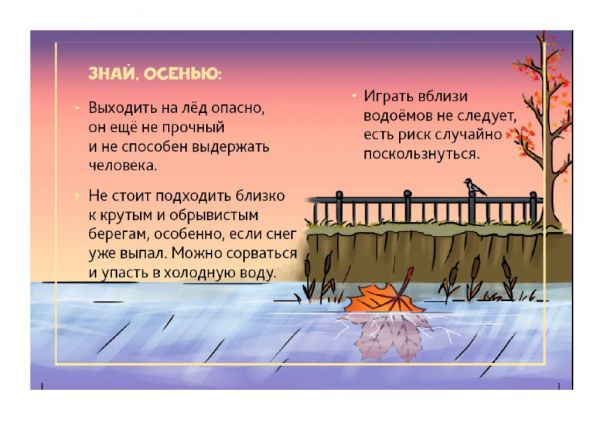 ЗНАЙ, ОСЕНЬЮ:
- Выходить на лёд опасно,
он ещё не прочный
и не способен выдержать
человека.
- Не стоит подходить близко
к крутым и обрывистым
берегам, особенно, если снег
уже выпал. Можно сорваться
и упасть в холодную воду.
- Играть вблизи
водоёмов не следует,
есть риск случайно
поскользнуться.